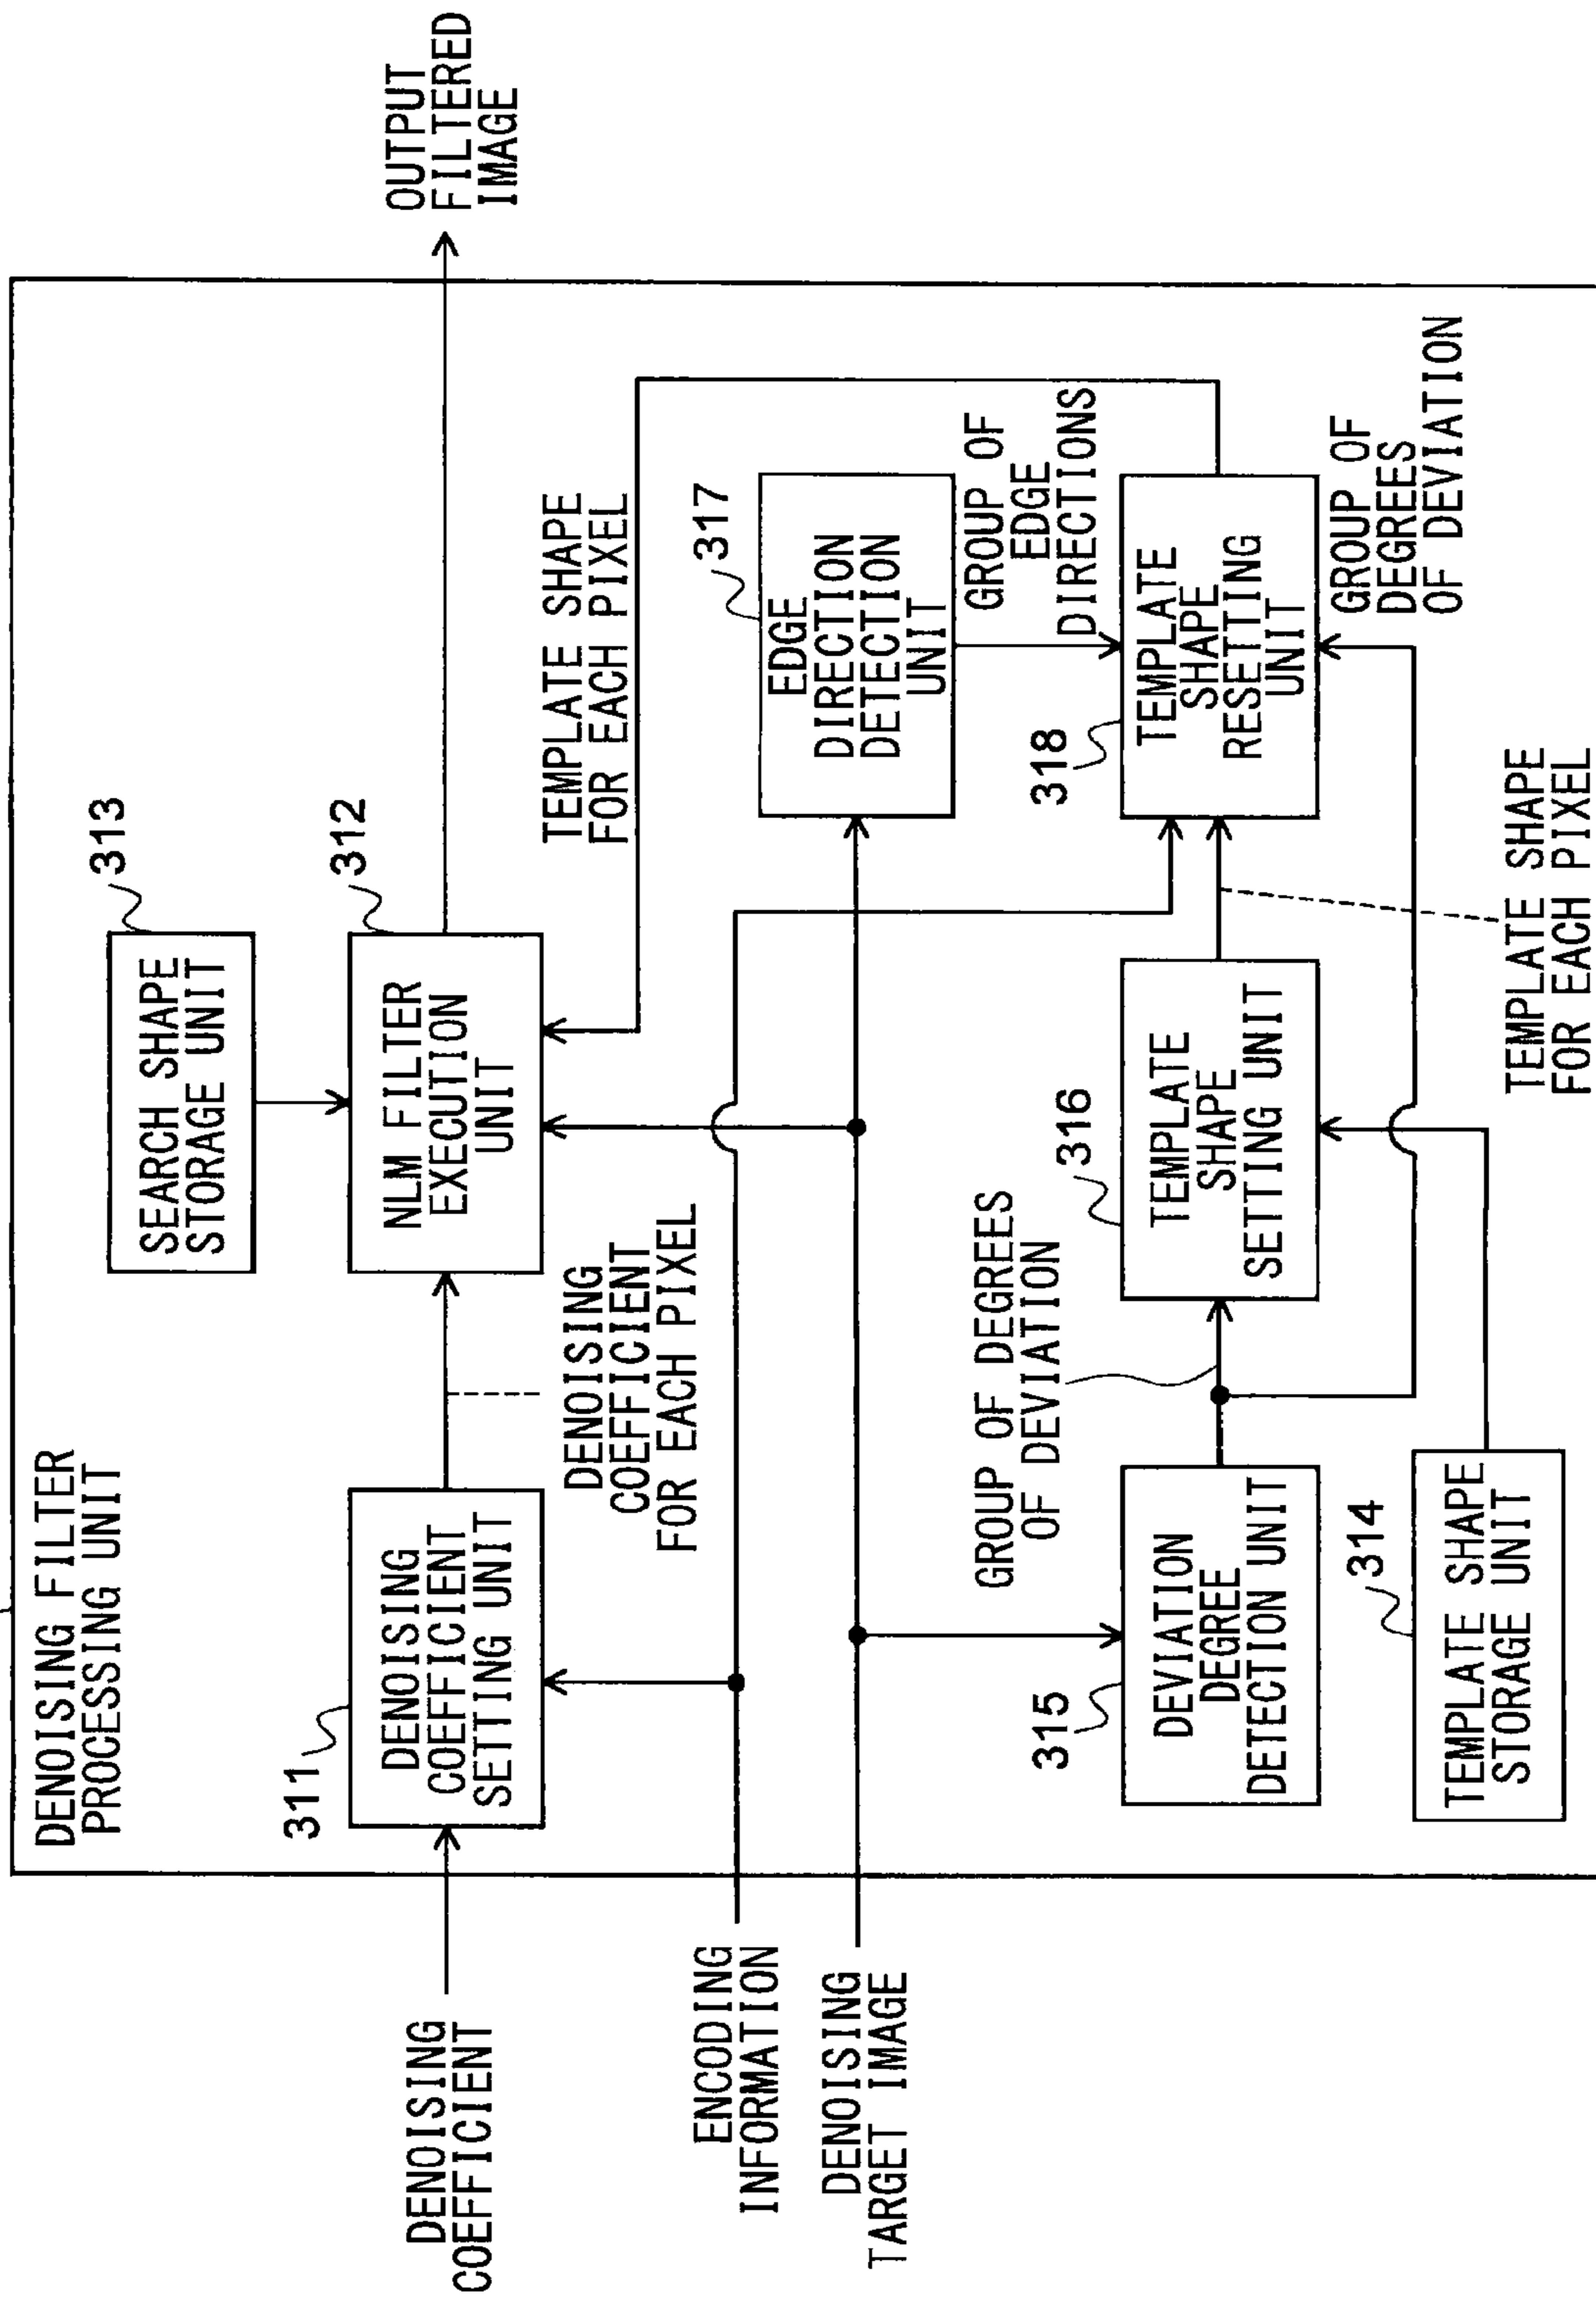 DENOISING FILTER
PROCESSING UNIT
DENOISING
COEFFICIENT
311
DENOISING
COEFFICIENT
SETTING UNIT
DENOISING
COEFFICIENT
FOR EACH PIXEL
313
SEARCH SHAPE
STORAGE UNIT
312
NLM FILTER
EXECUTION
UNIT
OUTPUT
FILTERED
IMAGE
TEMPLATE SHAPE
FOR EACH PIXEL
ENCODING
INFORMATION
DENOISING
TARGET IMAGE
317
EDGE
DIRECTION
DETECTION
UNIT
GROUP OF
EDGE
DIRECTIONS
315
DEVIATION
DEGREE
DETECTION UNIT
GROUP OF DEGREES
OF DEVIATION
316
TEMPLATE
SHAPE
SETTING UNIT
318
TEMPLATE
SHAPE
RESETTING
UNIT
GROUP OF
DEGREES
OF DEVIATION
314
TEMPLATE SHAPE
STORAGE UNIT
TEMPLATE SHAPE
FOR EACH PIXEL